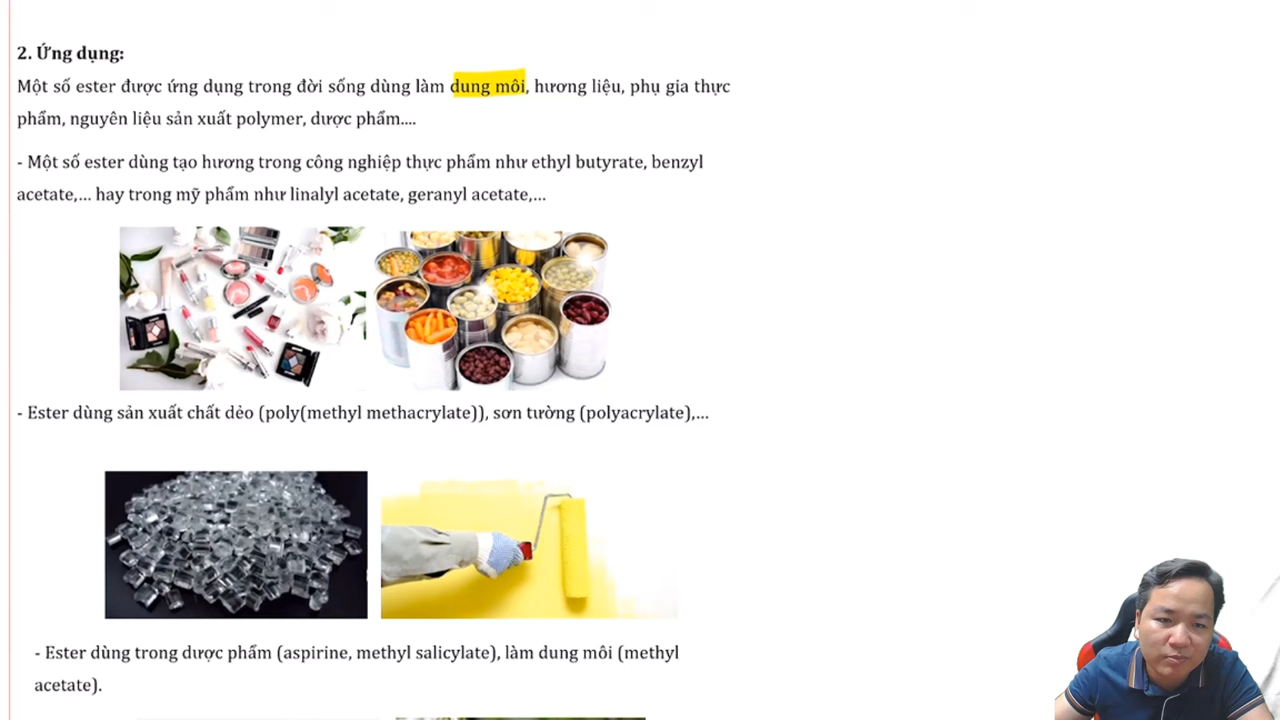 2. Ứng dụng:
Một số ester được ứng dụng trong đời sống dùng làm dung môi, hương liệu, phụ gia thực
phẩm, nguyên liệu sản xuất polymer, dược phẩm....
- Một số ester dùng tạo hương trong công nghiệp thực phẩm như ethyl butyrate, benzyl
acetate,... hay trong mỹ phẩm như linalyl acetate, geranyl acetate,...
- Ester dùng sản xuất chất dẻo (poly(methyl methacrylate)), sơn tường (polyacrylate),...
- Ester dùng trong dược phẩm (aspirine, methyl salicylate), làm dung môi (methyl
acetate).